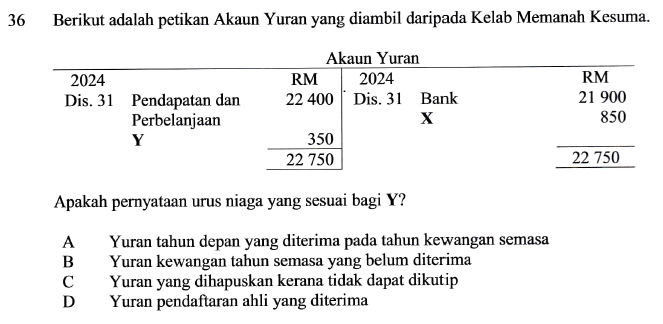 36 Berikut adalah petikan Akaun Yuran yang diambil daripada Kelab Memanah Kesuma.
Akaun Yuran
2024 RM 2024 RM
Dis. 31 Pendapatan dan 22 400 Dis. 31 Bank 21 900
Perbelanjaan X 850
Y 350
22 750 22 750
Apakah pernyataan urus niaga yang sesuai bagi Y?
A Yuran tahun depan yang diterima pada tahun kewangan semasa
B Yuran kewangan tahun semasa yang belum diterima
C Yuran yang dihapuskan kerana tidak dapat dikutip
D Yuran pendaftaran ahli yang diterima